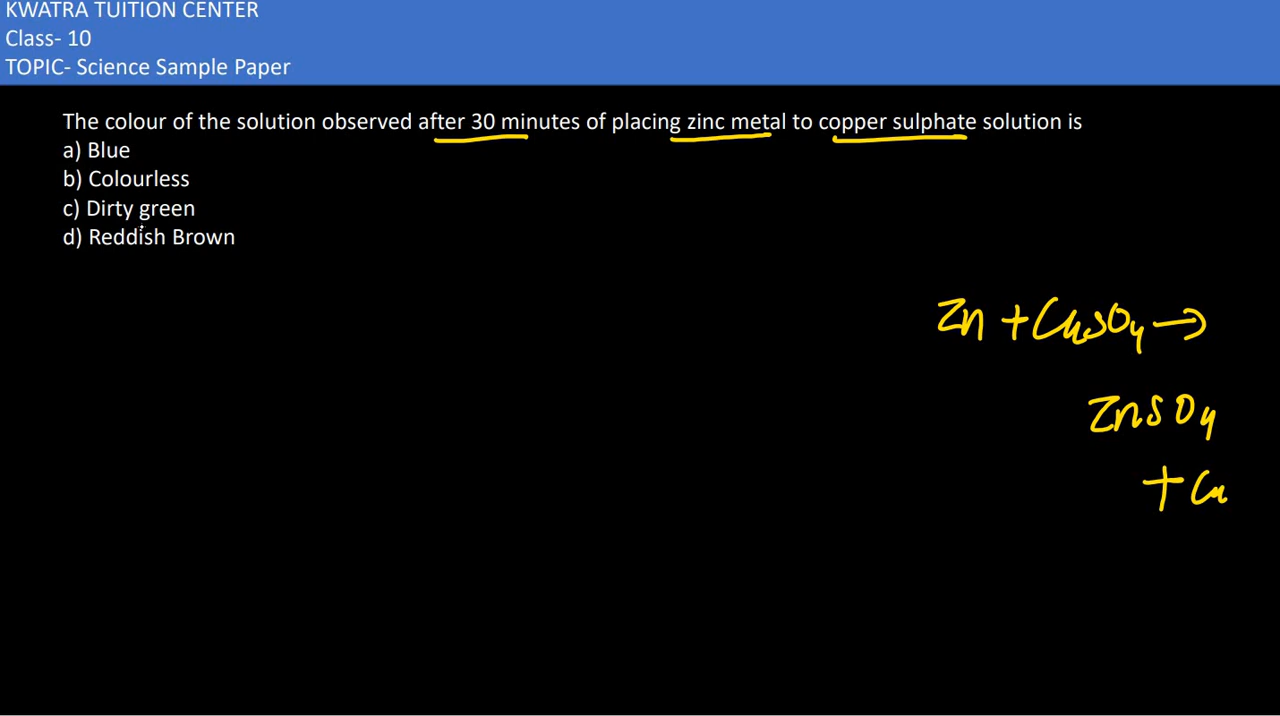 KWATRA TUITION CENTER
Class- 10
TOPIC- Science Sample Paper
The colour of the solution observed after 30 minutes of placing zinc metal to copper sulphate solution is
a) Blue
b) Colourless
c) Dirty green
d) Reddish Brown
Zn + CuSO4 →
ZnSO4
+ Cu